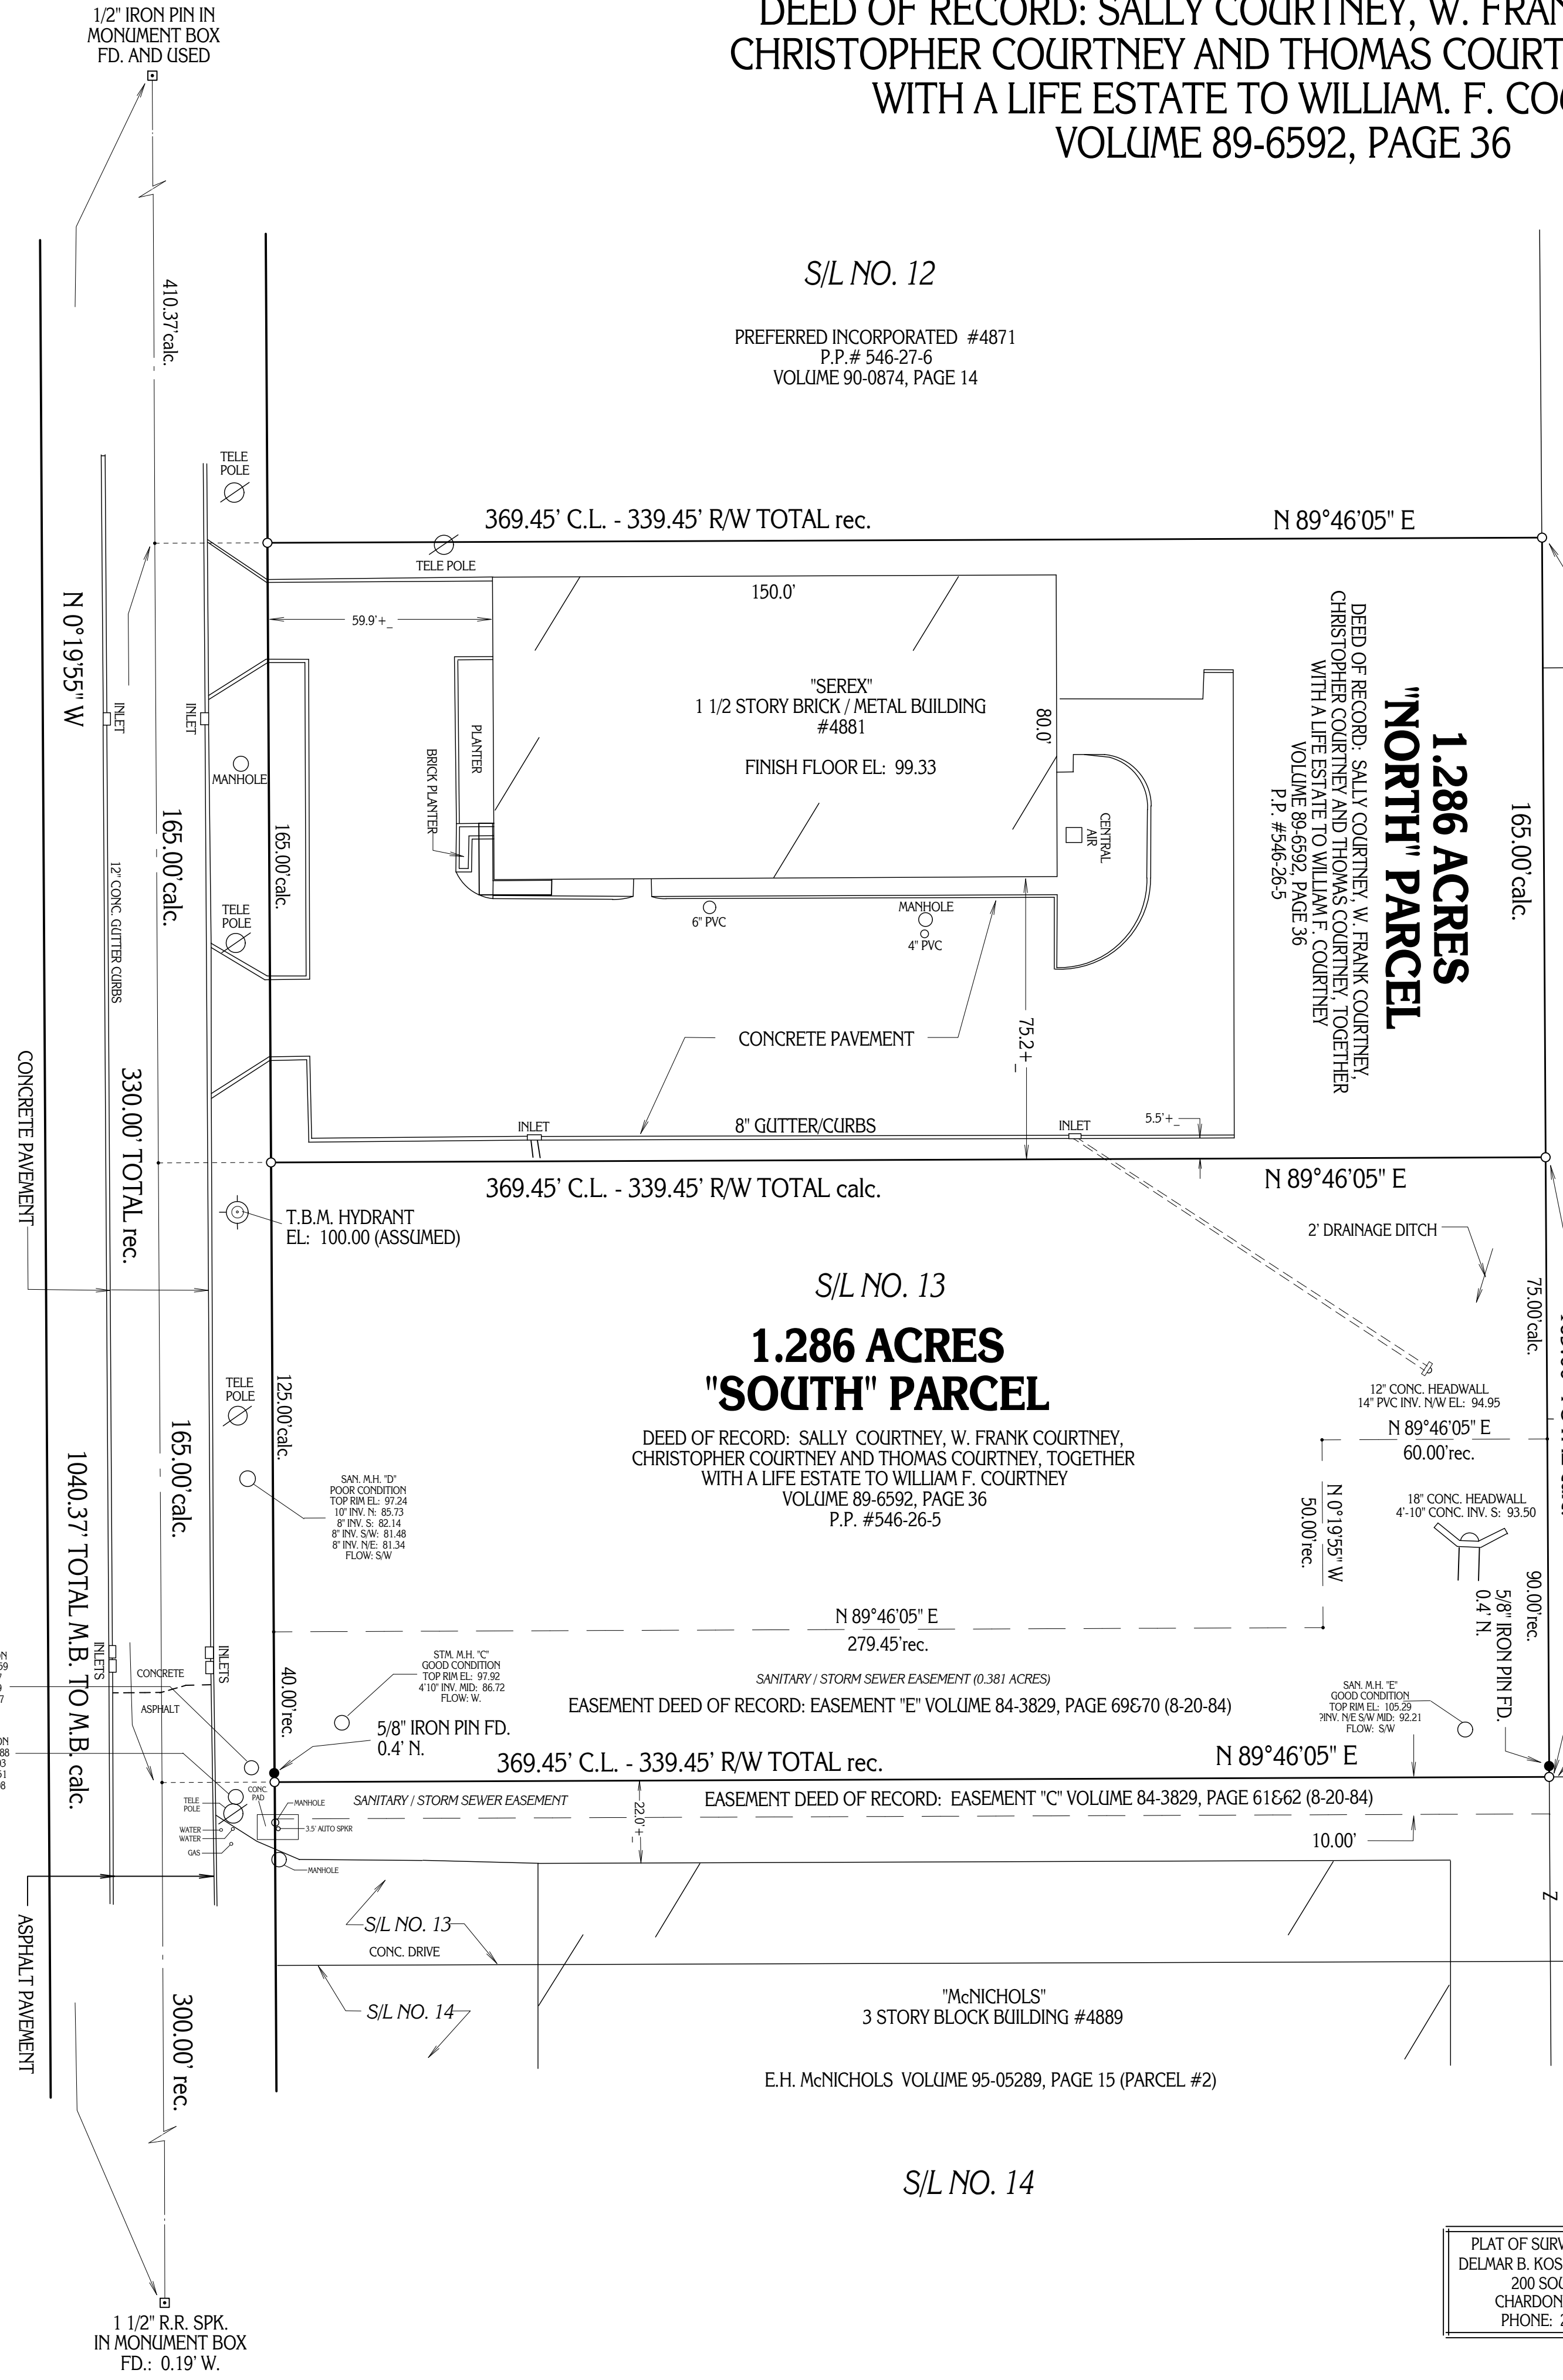 1/2" IRON PIN IN
MONUMENT BOX
FD. AND USED
DEED OF RECORD: SALLY COURTNEY, W. FRAN
CHRISTOPHER COURTNEY AND THOMAS COURT
WITH A LIFE ESTATE TO WILLIAM. F. CO
VOLUME 89-6592, PAGE 36
S/L NO. 12
PREFERRED INCORPORATED #4871
P.P.# 546-27-6
VOLUME 90-0874, PAGE 14
410.37'calc.
TELE
POLE
369.45' C.L. - 339.45' R/W TOTAL rec.
N 89°46'05" E
TELE POLE
150.0'
59.9'+_
N 0°19'55" W
INLET
INLET
MANHOLE
PLANTER
BRICK PLANTER
"SEREX"
1 1/2 STORY BRICK / METAL BUILDING
#4881
FINISH FLOOR EL: 99.33
80.0'
CENTRAL
AIR
1.286 ACRES
"NORTH" PARCEL
DEED OF RECORD: SALLY COURTNEY, W. FRANK COURTNEY,
CHRISTOPHER COURTNEY AND THOMAS COURTNEY, TOGETHER
WITH A LIFE ESTATE TO WILLIAM F. COURTNEY
VOLUME 89-6592, PAGE 36
P.P. #546-26-5
165.00'calc.
165.00'calc.
165.00'calc.
12" CONC. GUTTER CURBS
TELE
POLE
6" PVC
MANHOLE
4" PVC
CONCRETE PAVEMENT
75.2+_
CONCRETE PAVEMENT
330.00' TOTAL rec.
INLET
8" GUTTER/CURBS
INLET
5.5'+_
369.45' C.L. - 339.45' R/W TOTAL calc.
N 89°46'05" E
T.B.M. HYDRANT
EL: 100.00 (ASSUMED)
2' DRAINAGE DITCH
S/L NO. 13
1.286 ACRES
"SOUTH" PARCEL
DEED OF RECORD: SALLY COURTNEY, W. FRANK COURTNEY,
CHRISTOPHER COURTNEY AND THOMAS COURTNEY, TOGETHER
WITH A LIFE ESTATE TO WILLIAM F. COURTNEY
VOLUME 89-6592, PAGE 36
P.P. #546-26-5
75.00'calc.
12" CONC. HEADWALL
14" PVC INV. N/W EL: 94.95
N 89°46'05" E
60.00'rec.
TELE
POLE
125.00'calc.
165.00'calc.
1040.37' TOTAL M.B. TO M.B. calc.
SAN. M.H. "D"
POOR CONDITION
TOP RIM EL: 97.24
10" INV. N: 85.73
8" INV. S: 82.14
8" INV. S/W: 81.48
8" INV. N/E: 81.34
FLOW: S/W
N 0°19'55" W
50.00'rec.
18" CONC. HEADWALL
4'-10" CONC. INV. S: 93.50
90.00'rec.
5/8" IRON PIN FD.
0.4' N.
N 89°46'05" E
279.45'rec.
INLETS
INLETS
CONCRETE
ASPHALT
40.00'rec.
STM. M.H. "C"
GOOD CONDITION
TOP RIM EL: 97.92
4'10" INV. MID: 86.72
FLOW: W.
SANITARY / STORM SEWER EASEMENT (0.381 ACRES)
EASEMENT DEED OF RECORD: EASEMENT "E" VOLUME 84-3829, PAGE 69&70 (8-20-84)
SAN. M.H. "E"
GOOD CONDITION
TOP RIM EL: 105.29
?INV. N/E S/W MID: 92.21
FLOW: S/W
5/8" IRON PIN FD.
0.4' N.
369.45' C.L. - 339.45' R/W TOTAL rec.
N 89°46'05" E
SANITARY / STORM SEWER EASEMENT
EASEMENT DEED OF RECORD: EASEMENT "C" VOLUME 84-3829, PAGE 61&62 (8-20-84)
TELE
POLE
CONC.
PAD
MANHOLE
3.5' AUTO SPKR
WATER
WATER
GAS
MANHOLE
22.0'+_
10.00'
Z
ASPHALT PAVEMENT
S/L NO. 13
CONC. DRIVE
S/L NO. 14
"McNICHOLS"
3 STORY BLOCK BUILDING #4889
300.00' rec.
E.H. McNICHOLS VOLUME 95-05289, PAGE 15 (PARCEL #2)
S/L NO. 14
PLAT OF SURV
DELMAR B. KOS
200 SOU
CHARDON
PHONE: 2
1 1/2" R.R. SPK.
IN MONUMENT BOX
FD.: 0.19' W.